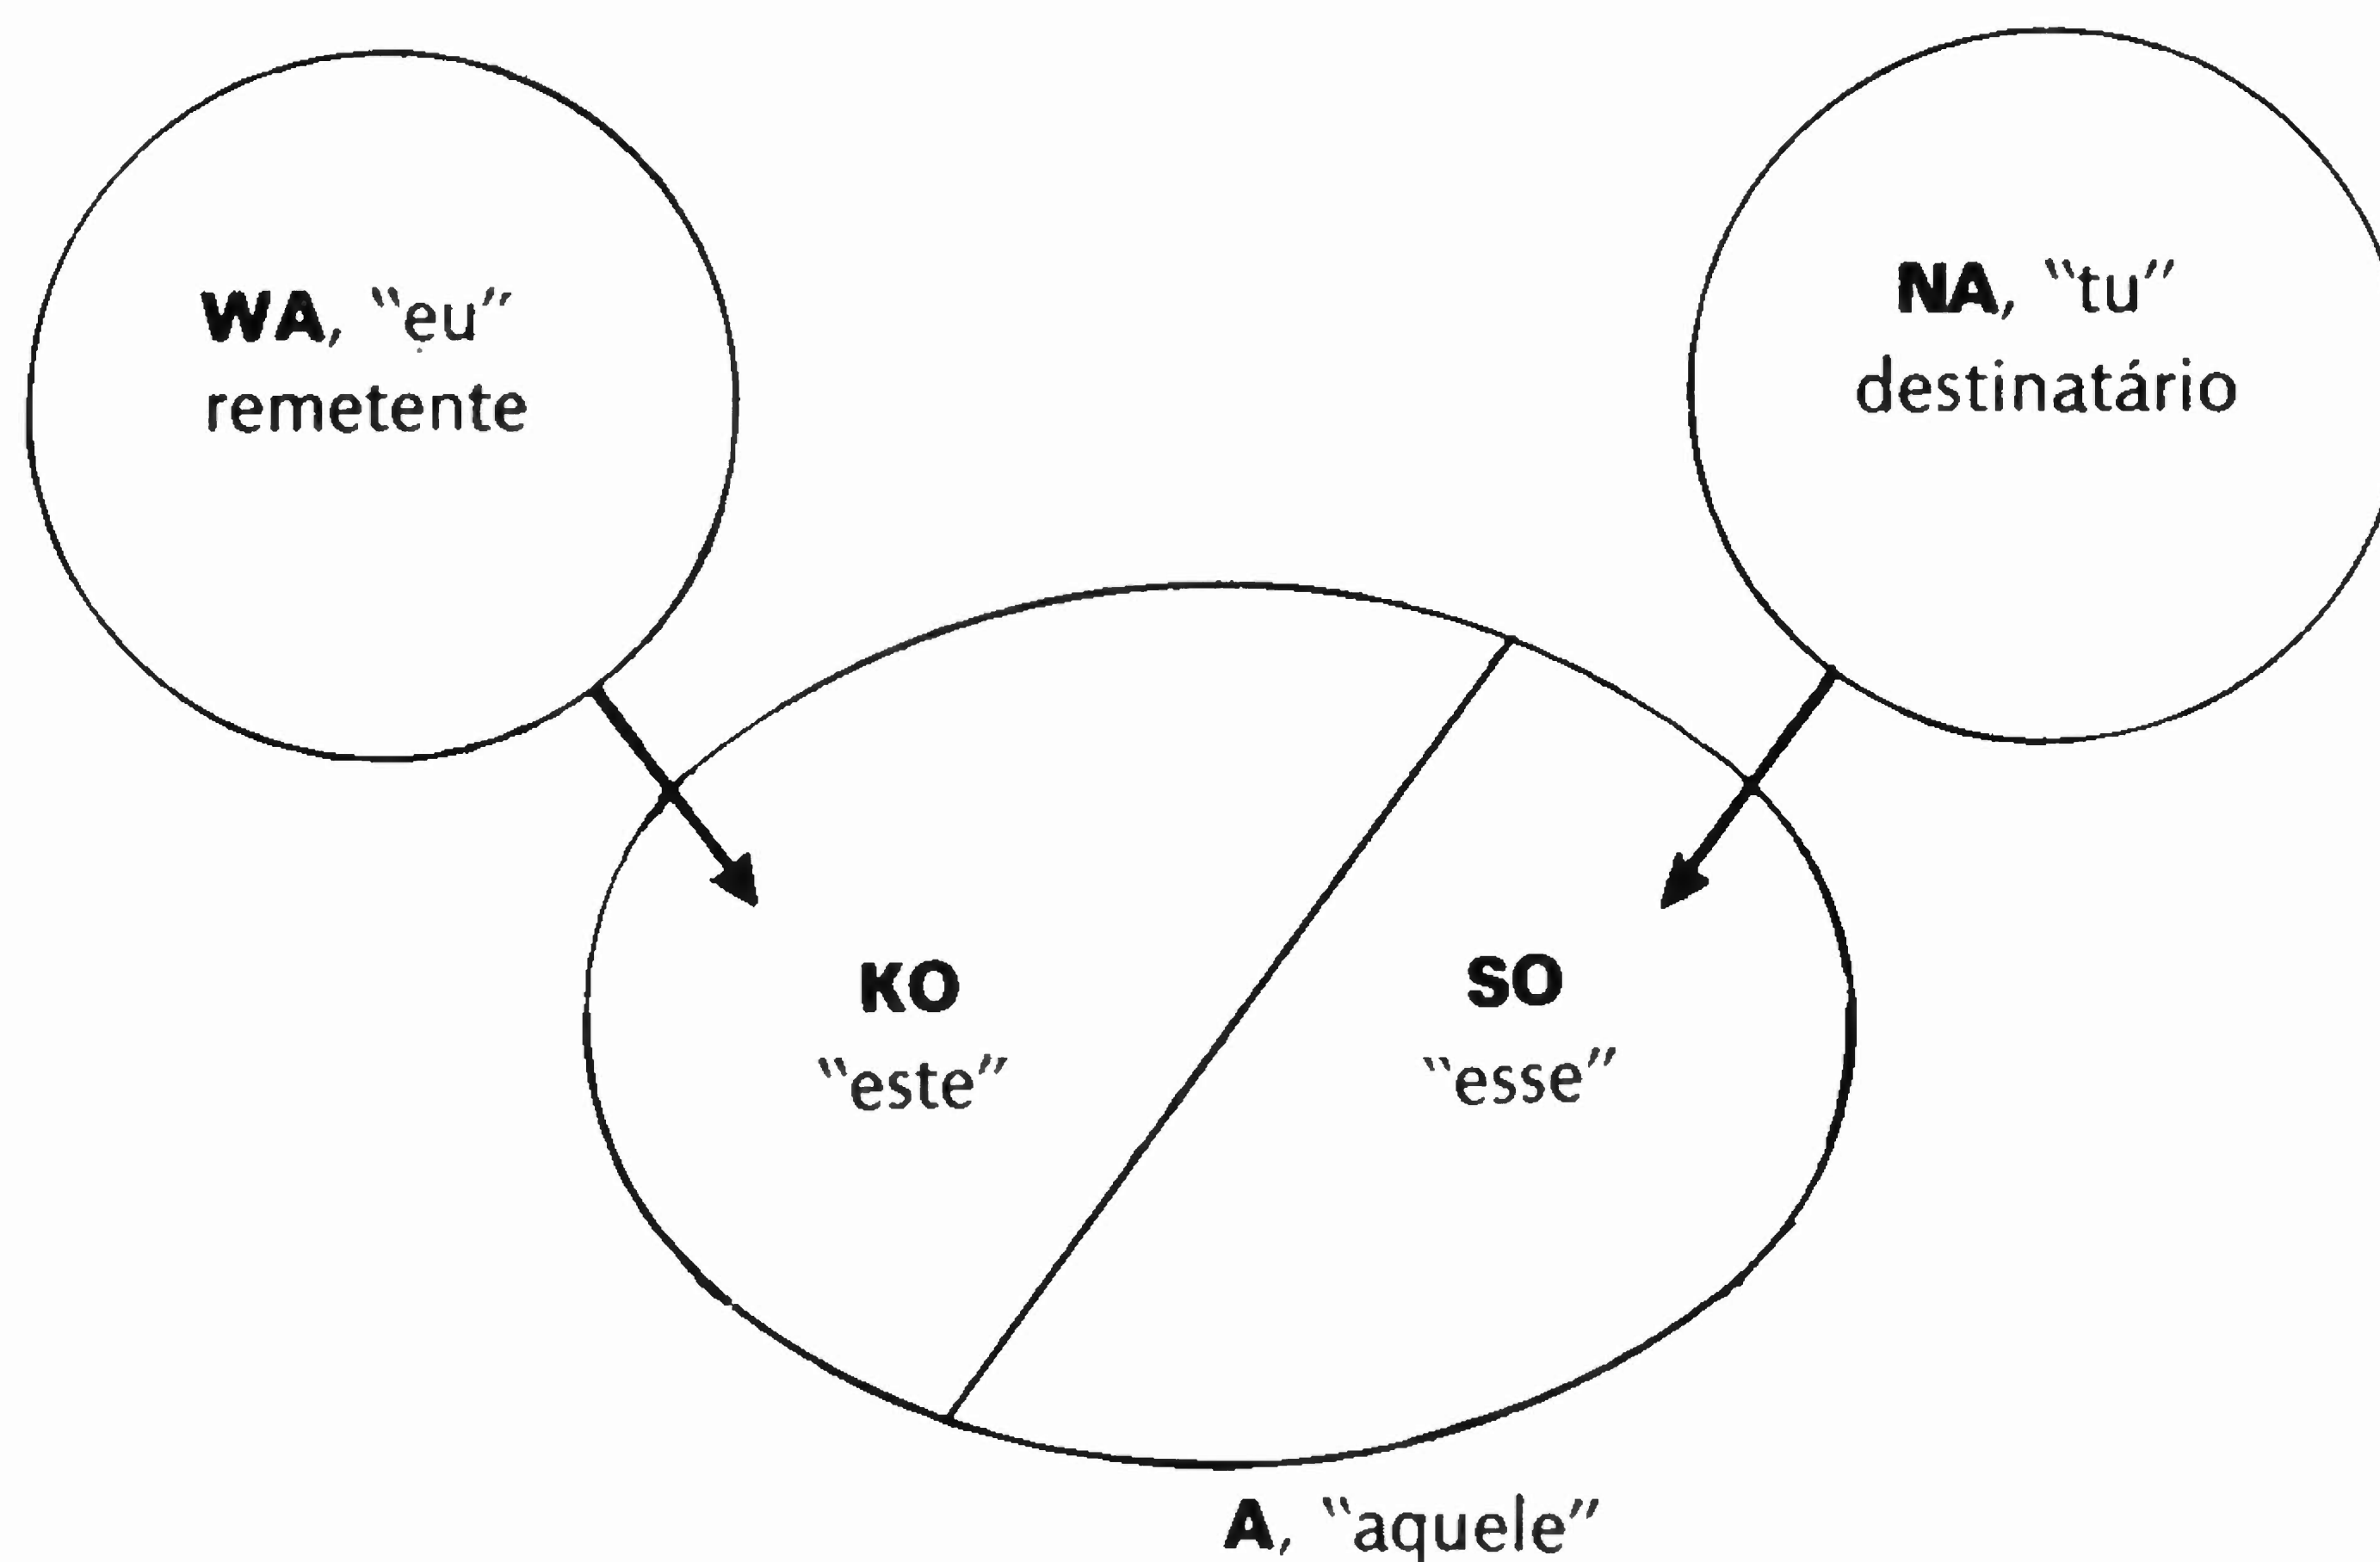 WA, "eu"
remetente
NA, "tu"
destinatário
KO
"este"
SO
"esse"
A, "aquele"